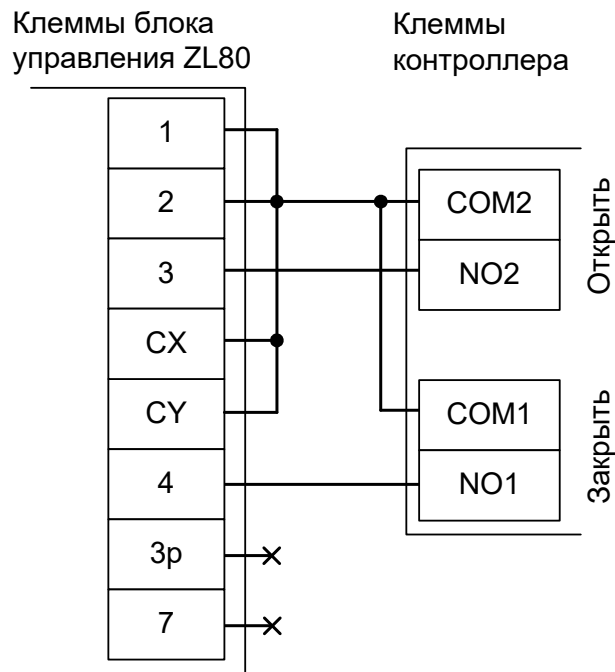 Клеммы блока
управления ZL80
Клеммы
контроллера
1
2
3
CX
CY
4
3p
7
COM2
NO2
Открыть
COM1
NO1
Закрыть